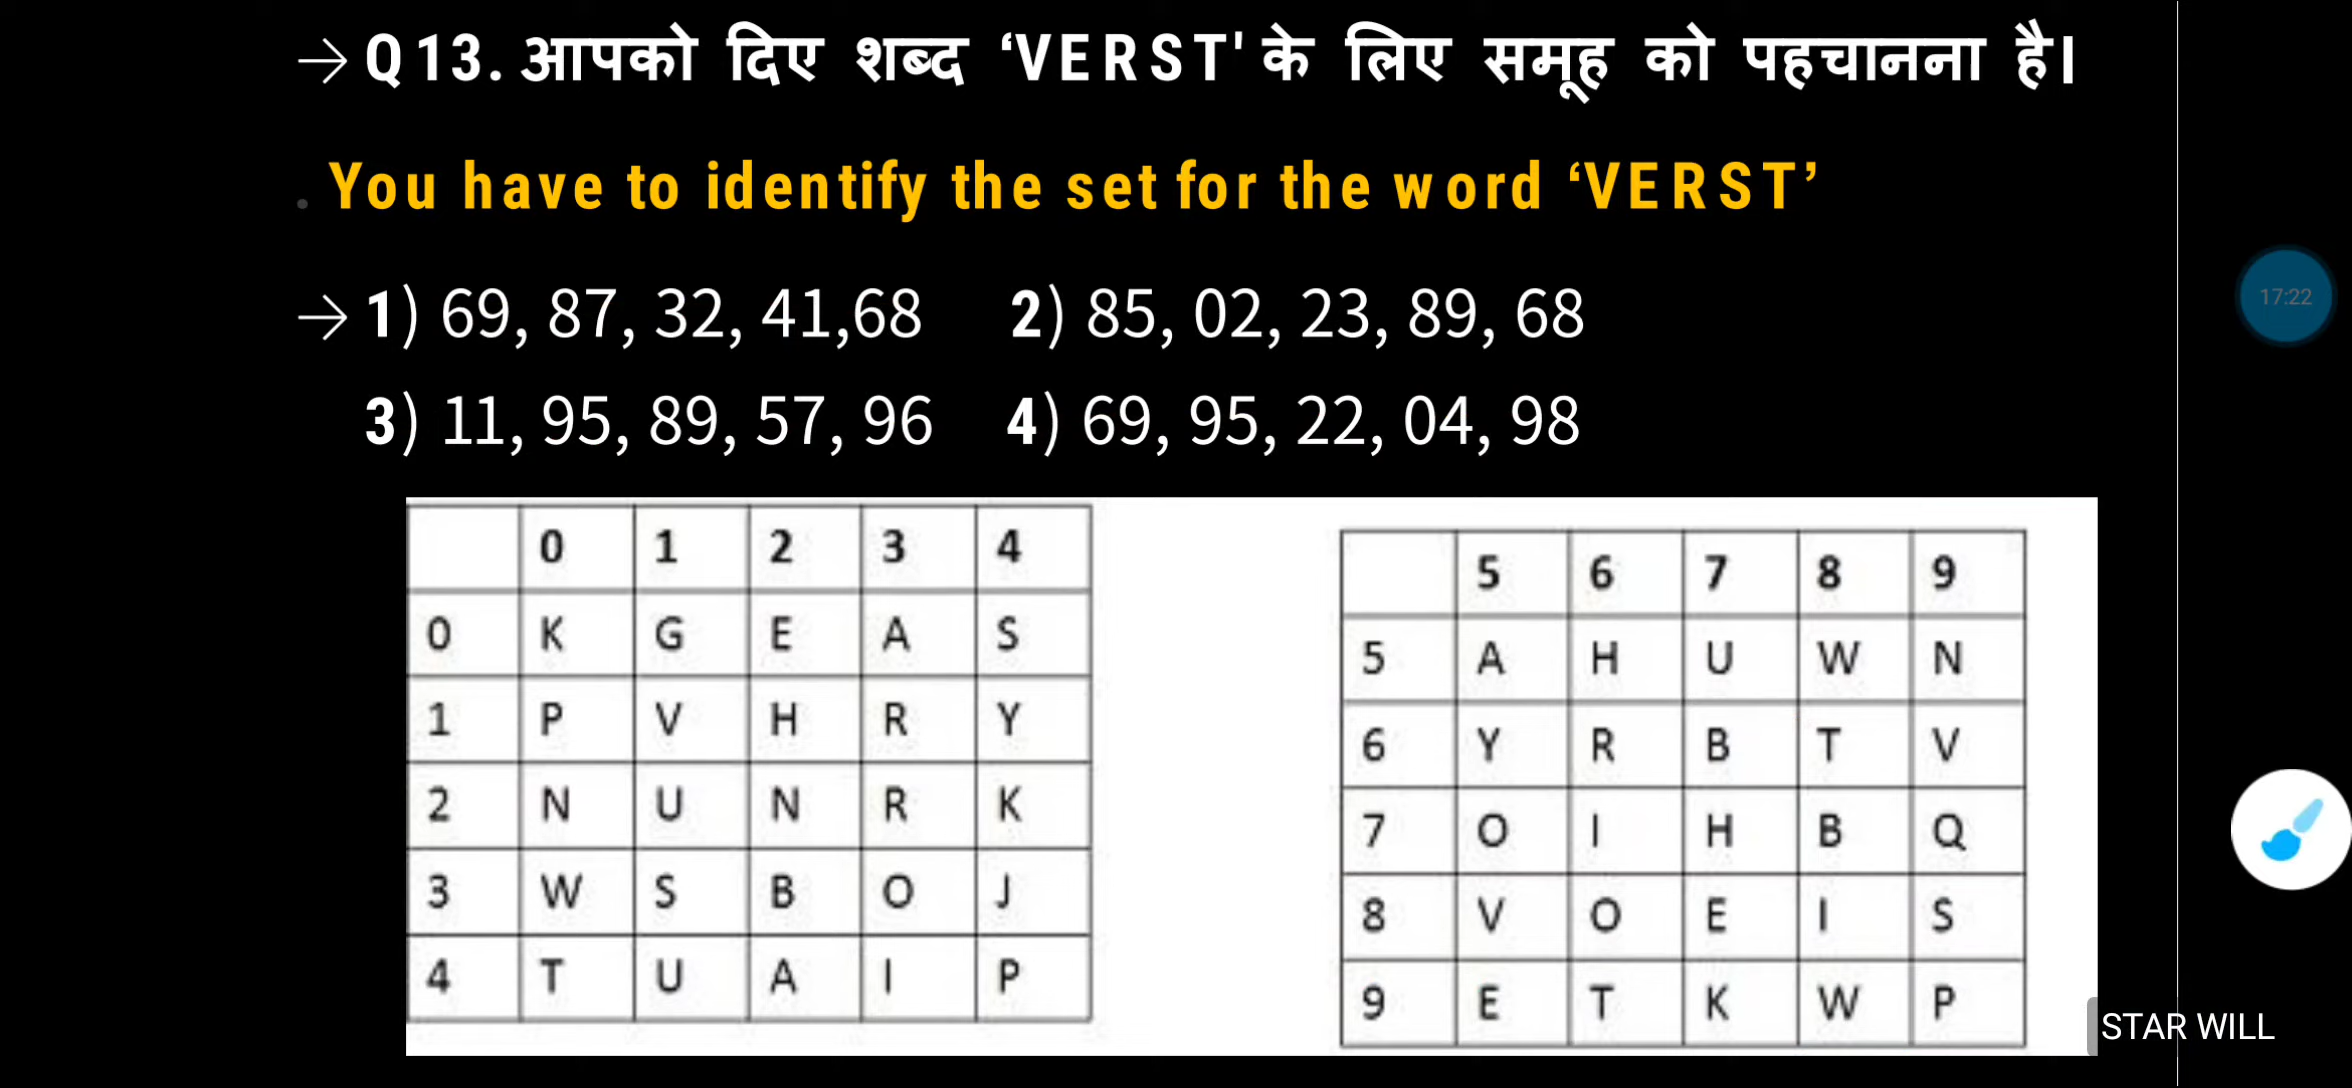 → Q13. आपको दिए शब्द ‘VERST' के लिए समूह को पहचानना है।
. You have to identify the set for the word ‘VERST’
17:22
→ 1) 69, 87, 32, 41,68 2) 85, 02, 23, 89, 68
3) 11, 95, 89, 57, 96 4) 69, 95, 22, 04, 98
0 1 2 3 4
0 K G E A S
1 P V H R Y
2 N U N R K
3 W S B O J
4 T U A I P
5 6 7 8 9
5 A H U W N
6 Y R B T V
7 O I H B Q
8 V O E I S
9 E T K W P
STAR WILL